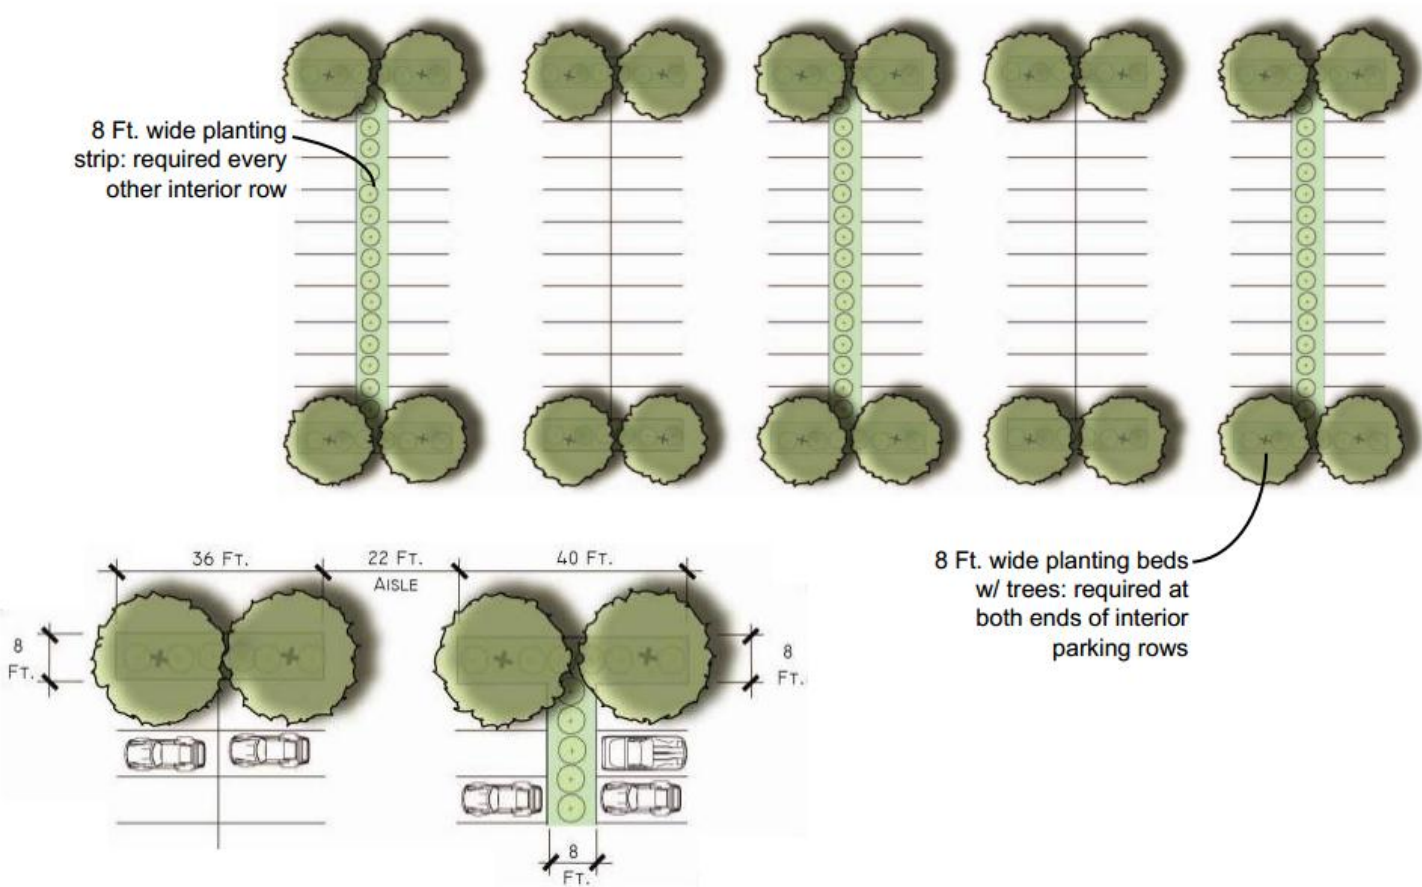 8 Ft. wide planting
strip: required every
other interior row
8 Ft. wide planting beds
w/ trees: required at
both ends of interior
parking rows
36 FT.
22 FT.
AISLE
40 FT.
8
FT.
8
FT.
8
FT.